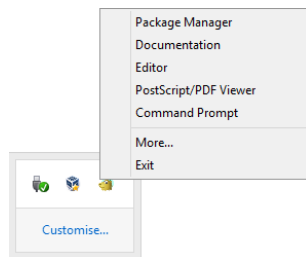 Package Manager
Documentation
Editor
PostScript/PDF Viewer
Command Prompt
More...
Exit
Customise...